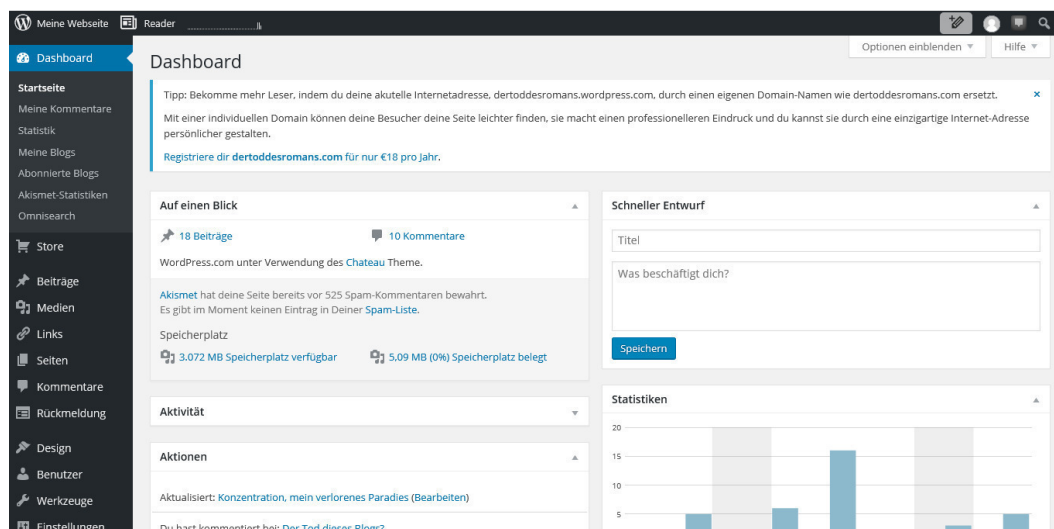 Meine Webseite Reader
Optionen einblenden Hilfe
Dashboard
Startseite
Meine Kommentare
Statistik
Meine Blogs
Abonnierte Blogs
Akismet-Statistiken
Omnisearch
Store
Beiträge
Medien
Links
Seiten
Kommentare
Rückmeldung
Design
Benutzer
Werkzeuge
Einstellungen
Dashboard
Tipp: Bekomme mehr Leser, indem du deine akutelle Internetadresse, dertoddesromans.wordpress.com, durch einen eigenen Domain-Namen wie dertoddesromans.com ersetzt.
Mit einer individuellen Domain können deine Besucher deine Seite leichter finden, sie macht einen professionelleren Eindruck und du kannst sie durch eine einzigartige Internet-Adresse
persönlicher gestalten.
Registriere dir dertoddesromans.com für nur €18 pro Jahr.
Auf einen Blick
18 Beiträge 10 Kommentare
WordPress.com unter Verwendung des Chateau Theme.
Akismet hat deine Seite bereits vor 525 Spam-Kommentaren bewahrt.
Es gibt im Moment keinen Eintrag in Deiner Spam-Liste.
Speicherplatz
3.072 MB Speicherplatz verfügbar 5,09 MB (0%) Speicherplatz belegt
Aktivität
Aktionen
Aktualisiert: Konzentration, mein verlorenes Paradies (Bearbeiten)
Du hast kommentiert bei: Der Tod dieses Blogs?
Schneller Entwurf
Titel
Was beschäftigt dich?
Speichern
Statistiken
20
15
10
5